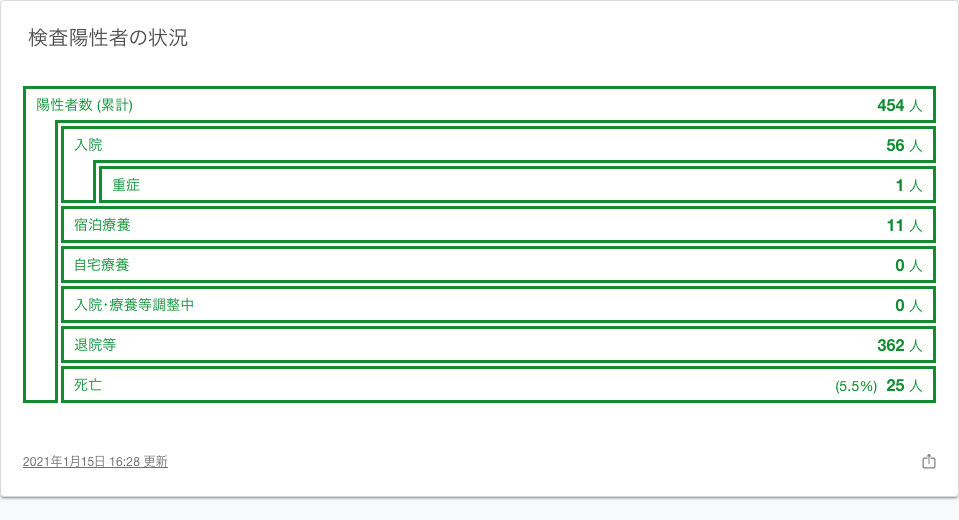 検査陽性者の状況
陽性者数 (累計) 454 人
入院 56 人
重症 1 人
宿泊療養 11 人
自宅療養 0 人
入院・療養等調整中 0 人
退院等 362 人
死亡 (5.5%) 25 人
2021年1月15日 16:28 更新